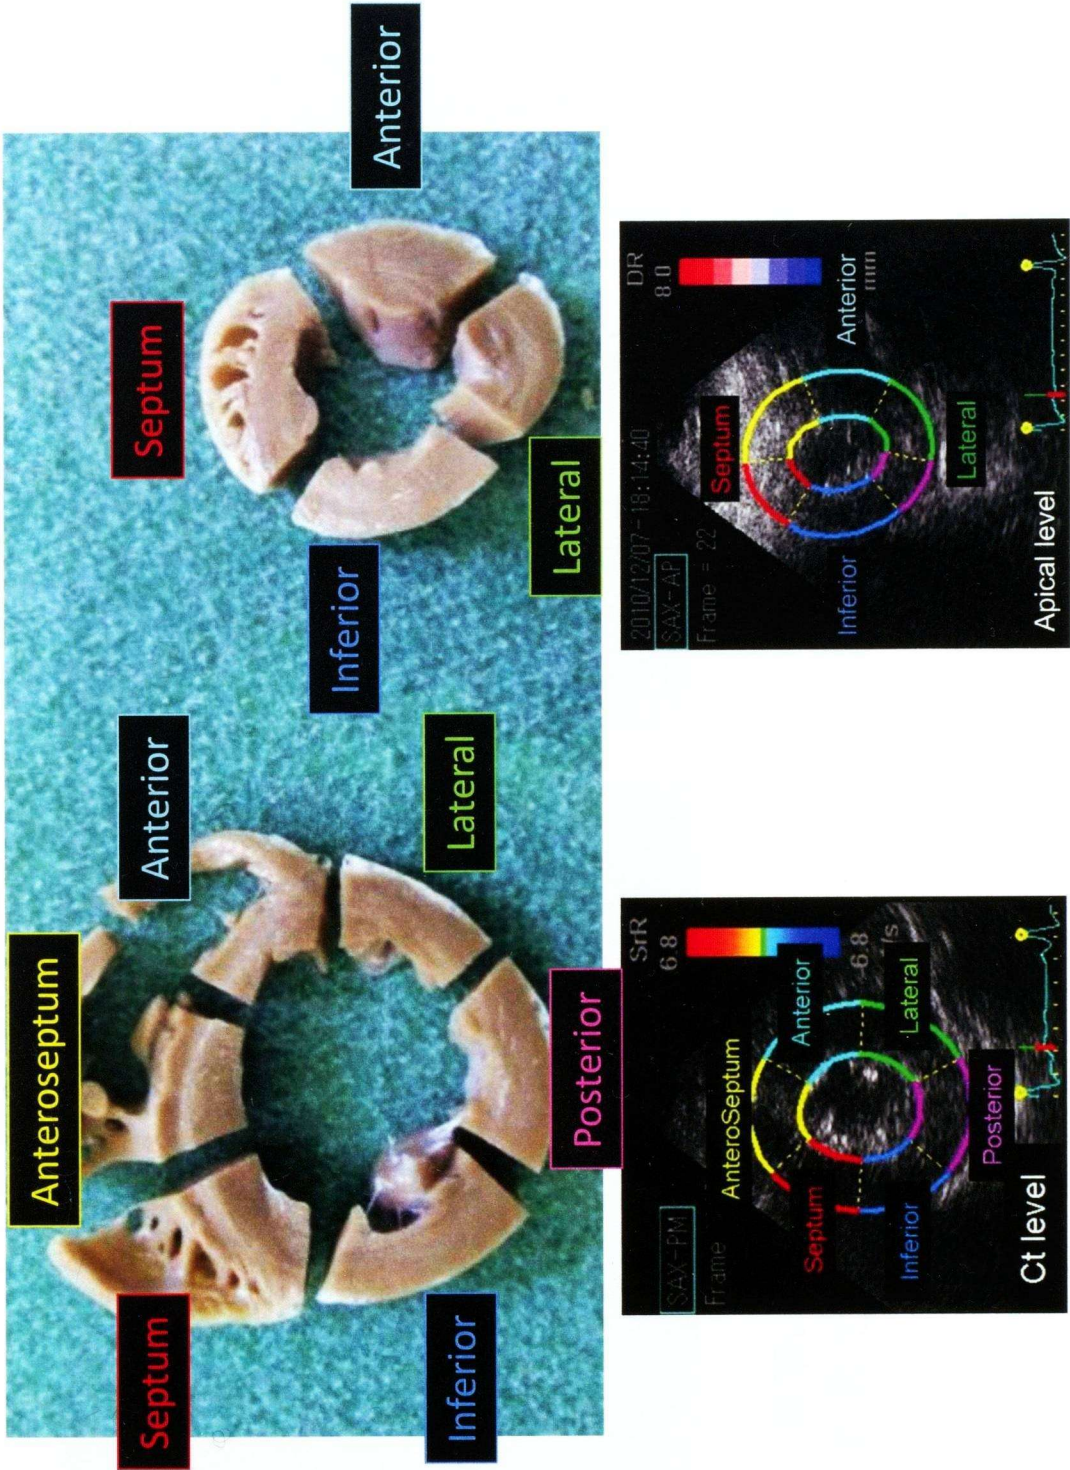 Anteroseptum
Septum
Anterior
Septum
Inferior
Lateral
Inferior
Anterior
Posterior
Lateral
SrR
6.8
SAX-PM
Frame
AnteroSeptum
Anterior
Septum
-6.8
/s
Lateral
Inferior
Posterior
Ct level
2010/12/07-18:14:40
DR
8.0
SAX-AP
Frame = 22
Septum
Anterior
mm
Inferior
Lateral
Apical level